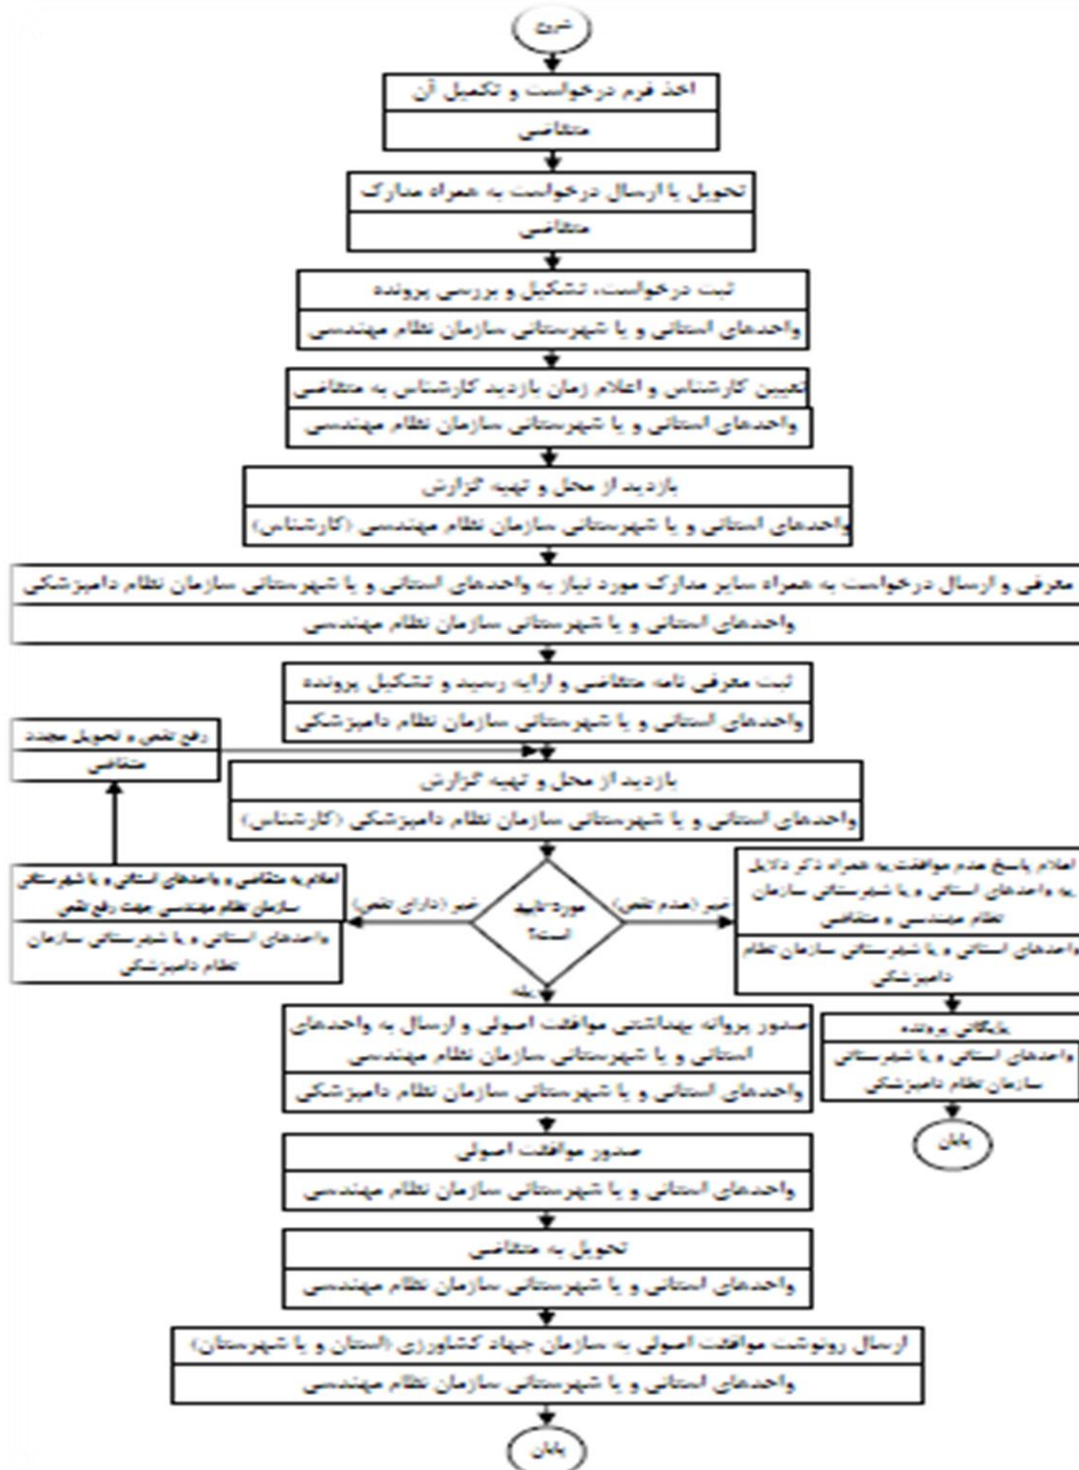 شروع
اخذ فرم درخواست و تکمیل آن
متقاضی
تحویل یا ارسال درخواست به همراه مدارک
متقاضی
ثبت درخواست، تشکیل و بررسی پرونده
واحدهای استانی و یا شهرستانی سازمان نظام مهندسی
تعیین کارشناس و اعلام زمان بازدید کارشناس به متقاضی
واحدهای استانی و یا شهرستانی سازمان نظام مهندسی
بازدید از محل و تهیه گزارش
واحدهای استانی و یا شهرستانی سازمان نظام مهندسی (کارشناس)
معرفی و ارسال درخواست به همراه سایر مدارک مورد نیاز به واحدهای استانی و یا شهرستانی سازمان نظام دامپزشکی
واحدهای استانی و یا شهرستانی سازمان نظام مهندسی
ثبت معرفی نامه متقاضی و ارایه رسید و تشکیل پرونده
واحدهای استانی و یا شهرستانی سازمان نظام دامپزشکی
رفع نقص و تحویل مجدد
متقاضی
بازدید از محل و تهیه گزارش
واحدهای استانی و یا شهرستانی سازمان نظام دامپزشکی (کارشناس)
مورد تایید
است؟
خیر (عدم نقص)
اعلام پاسخ عدم موافقت به همراه ذکر دلایل
به واحدهای استانی و یا شهرستانی سازمان
نظام مهندسی و متقاضی
واحدهای استانی و یا شهرستانی سازمان نظام
دامپزشکی
بایگانی پرونده
واحدهای استانی و یا شهرستانی
سازمان نظام دامپزشکی
پایان
خیر (دارای نقص)
اعلام به متقاضی و واحدهای استانی و یا شهرستانی
سازمان نظام مهندسی جهت رفع نقص
واحدهای استانی و یا شهرستانی سازمان
نظام دامپزشکی
بله
صدور پروانه بهداشتی موافقت اصولی و ارسال به واحدهای
استانی و یا شهرستانی سازمان نظام مهندسی
واحدهای استانی و یا شهرستانی سازمان نظام دامپزشکی
صدور موافقت اصولی
واحدهای استانی و یا شهرستانی سازمان نظام مهندسی
تحویل به متقاضی
واحدهای استانی و یا شهرستانی سازمان نظام مهندسی
ارسال رونوشت موافقت اصولی به سازمان جهاد کشاورزی (استان و یا شهرستان)
واحدهای استانی و یا شهرستانی سازمان نظام مهندسی
پایان